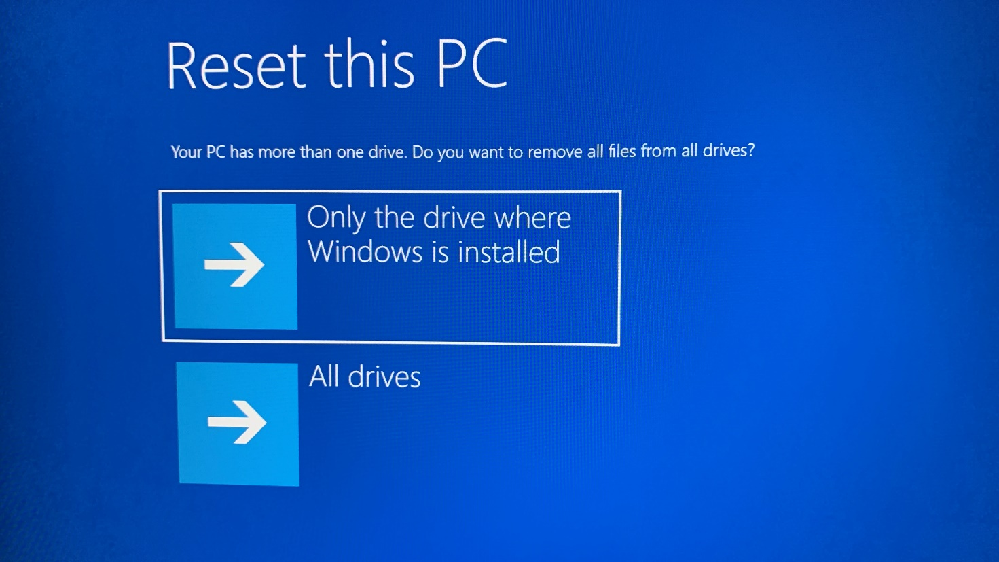 Reset this PC
Your PC has more than one drive. Do you want to remove all files from all drives?
Only the drive where
Windows is installed
All drives